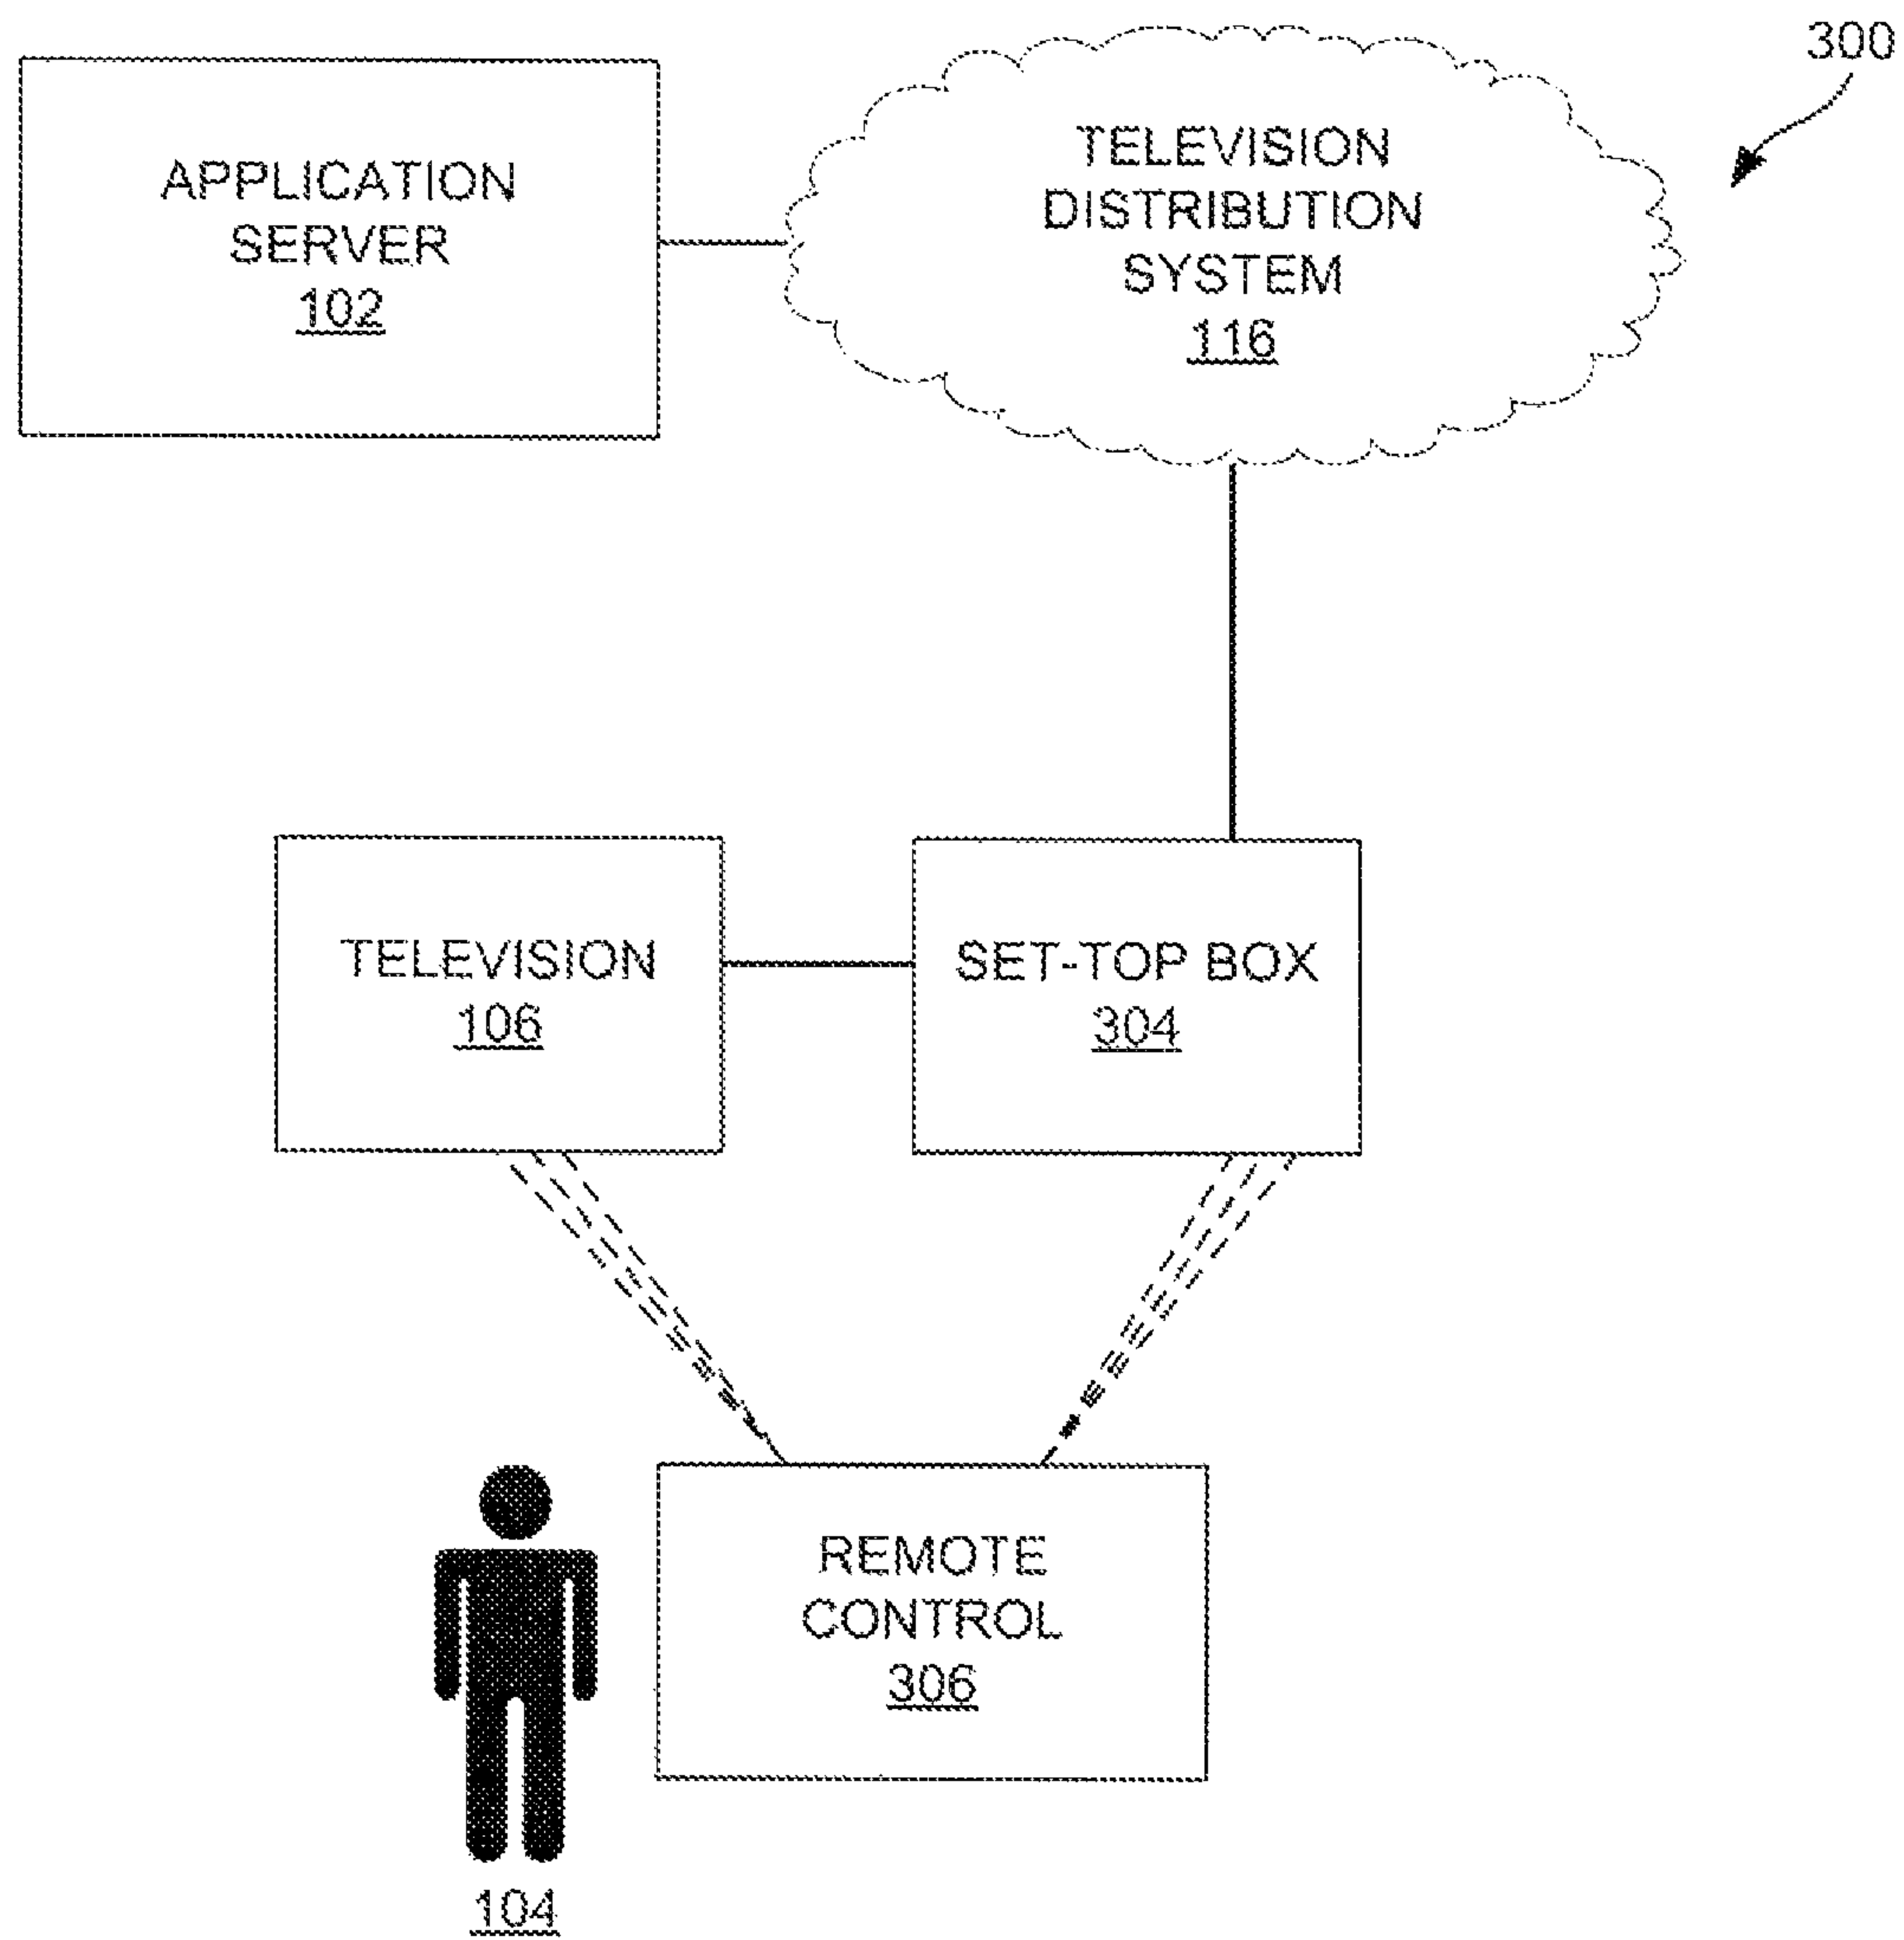 300
APPLICATION
SERVER
102
TELEVISION
DISTRIBUTION
SYSTEM
116
TELEVISION
106
SET-TOP BOX
304
REMOTE
CONTROL
306
104